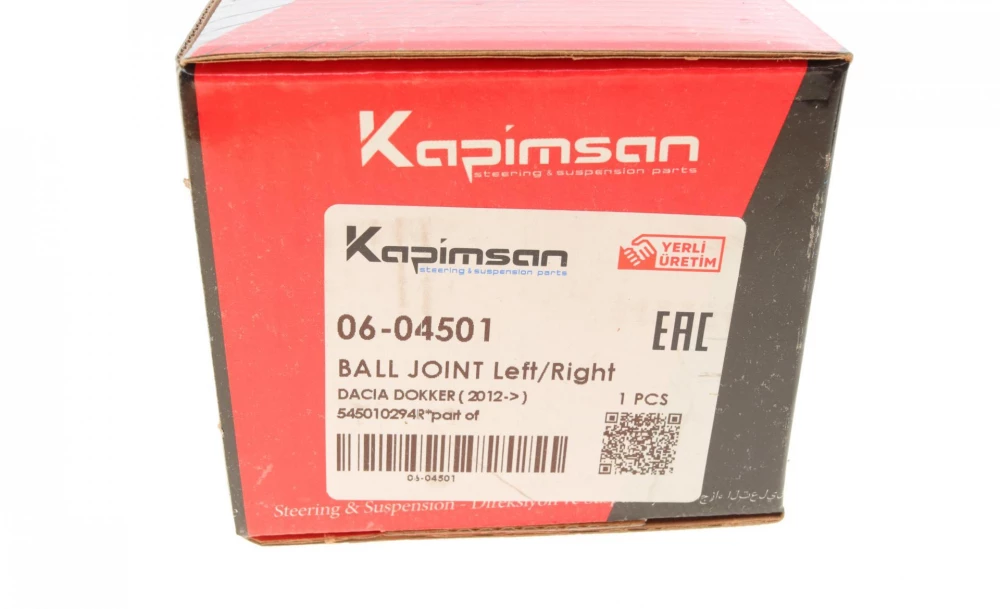 Kapimsan
steering & suspension parts
Kapimsan
steering & suspension parts
YERLİ
ÜRETİM
06-04501
EAC
BALL JOINT Left/Right
DACIA DOKKER ( 2012-> )
1 PCS
545010294R*part of
06-04501
Steering & Suspension - Direksiyon